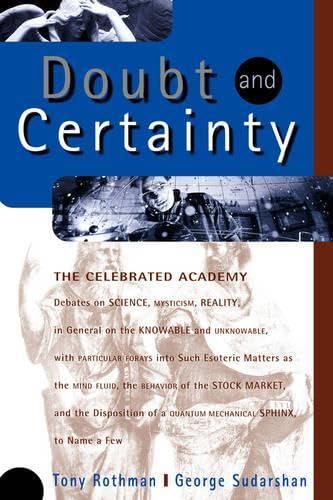 Doubt and
Certainty
THE CELEBRATED ACADEMY
Debates on SCIENCE, MYSTICISM, REALITY,
in General on the KNOWABLE and UNKNOWABLE,
with PARTICULAR FORAYS into Such Esoteric Matters as
the MIND FLUID, the BEHAVIOR of the STOCK MARKET,
and the Disposition of a QUANTUM MECHANICAL SPHINX,
to Name a Few
Tony Rothman George Sudarshan